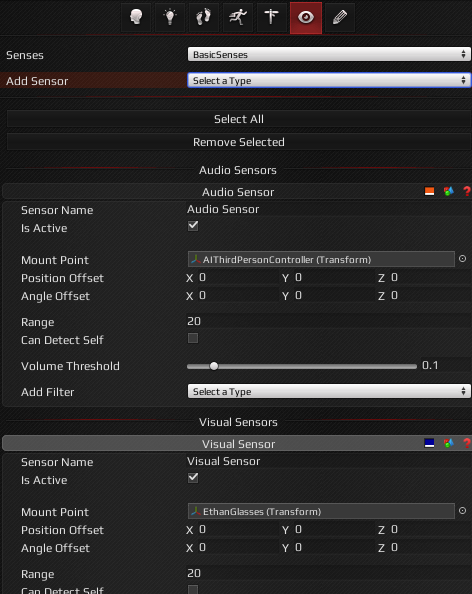 Senses BasicSenses
Add Sensor Select a Type
Select All
Remove Selected
Audio Sensors
Audio Sensor ?
Sensor Name Audio Sensor
Is Active
Mount Point AIThirdPersonController (Transform)
Position Offset X 0 Y 0 Z 0
Angle Offset X 0 Y 0 Z 0
Range 20
Can Detect Self
Volume Threshold 0.1
Add Filter Select a Type
Visual Sensors
Visual Sensor ?
Sensor Name Visual Sensor
Is Active
Mount Point EthanGlasses (Transform)
Position Offset X 0 Y 0 Z 0
Angle Offset X 0 Y 0 Z 0
Range 20
Can Detect Self